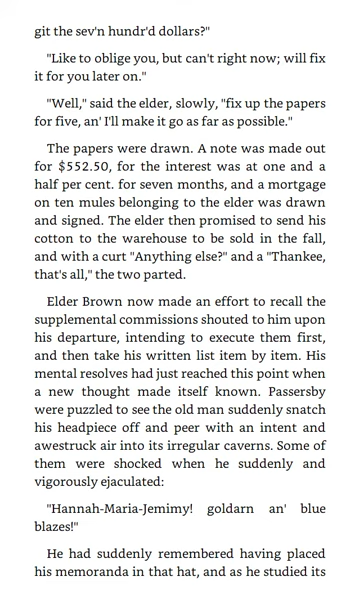 git the sev'n hundr'd dollars?"
"Like to oblige you, but can't right now; will fix
it for you later on."
"Well," said the elder, slowly, "fix up the papers
for five, an' I'll make it go as far as possible."
The papers were drawn. A note was made out
for $552.50, for the interest was at one and a
half per cent. for seven months, and a mortgage
on ten mules belonging to the elder was drawn
and signed. The elder then promised to send his
cotton to the warehouse to be sold in the fall,
and with a curt "Anything else?" and a "Thankee,
that's all," the two parted.
Elder Brown now made an effort to recall the
supplemental commissions shouted to him upon
his departure, intending to execute them first,
and then take his written list item by item. His
mental resolves had just reached this point when
a new thought made itself known. Passersby
were puzzled to see the old man suddenly snatch
his headpiece off and peer with an intent and
awestruck air into its irregular caverns. Some of
them were shocked when he suddenly and
vigorously ejaculated:
"Hannah-Maria-Jemimy! goldarn an' blue
blazes!"
He had suddenly remembered having placed
his memoranda in that hat, and as he studied its